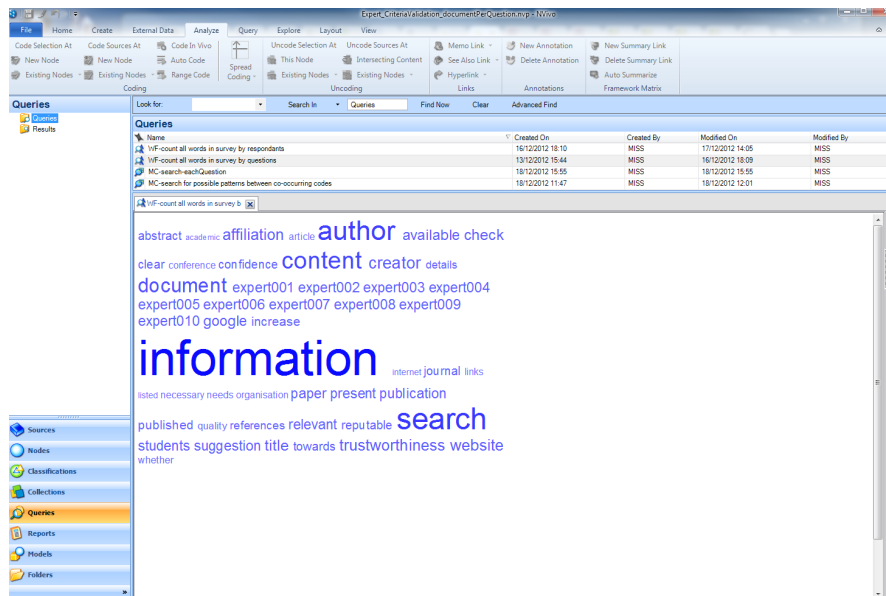 Expert_CriteriaValidation_documentPerQuestion.nvp - NVivo
File Home Create External Data Analyze Query Explore Layout View
Code Selection At Code Sources At Code In Vivo Uncode Selection At Uncode Sources At Memo Link New Annotation New Summary Link
New Node New Node Auto Code Spread Coding This Node Intersecting Content See Also Link Delete Annotation Delete Summary Link
Existing Nodes Existing Nodes Range Code Existing Nodes Existing Nodes Hyperlink Auto Summarize
Coding Uncoding Links Annotations Framework Matrix
Queries
Queries
Results
Look for: Search In Queries Find Now Clear Advanced Find
Queries
Name Created On Created By Modified On Modified By
WF-count all words in survey by respondants 16/12/2012 18:10 MISS 17/12/2012 14:05 MISS
WF-count all words in survey by questions 13/12/2012 15:44 MISS 16/12/2012 18:09 MISS
MC-search-eachQuestion 18/12/2012 15:55 MISS 18/12/2012 15:55 MISS
MC-search for possible patterns between co-occurring codes 18/12/2012 11:47 MISS 18/12/2012 12:01 MISS
WF-count all words in survey b
abstract academic affiliation article author available check
clear conference confidence content creator details
document expert001 expert002 expert003 expert004
expert005 expert006 expert007 expert008 expert009
expert010 google increase
information internet journal links
listed necessary needs organisation paper present publication
published quality references relevant reputable search
students suggestion title towards trustworthiness website
whether
Sources
Nodes
Classifications
Collections
Queries
Reports
Models
Folders
»